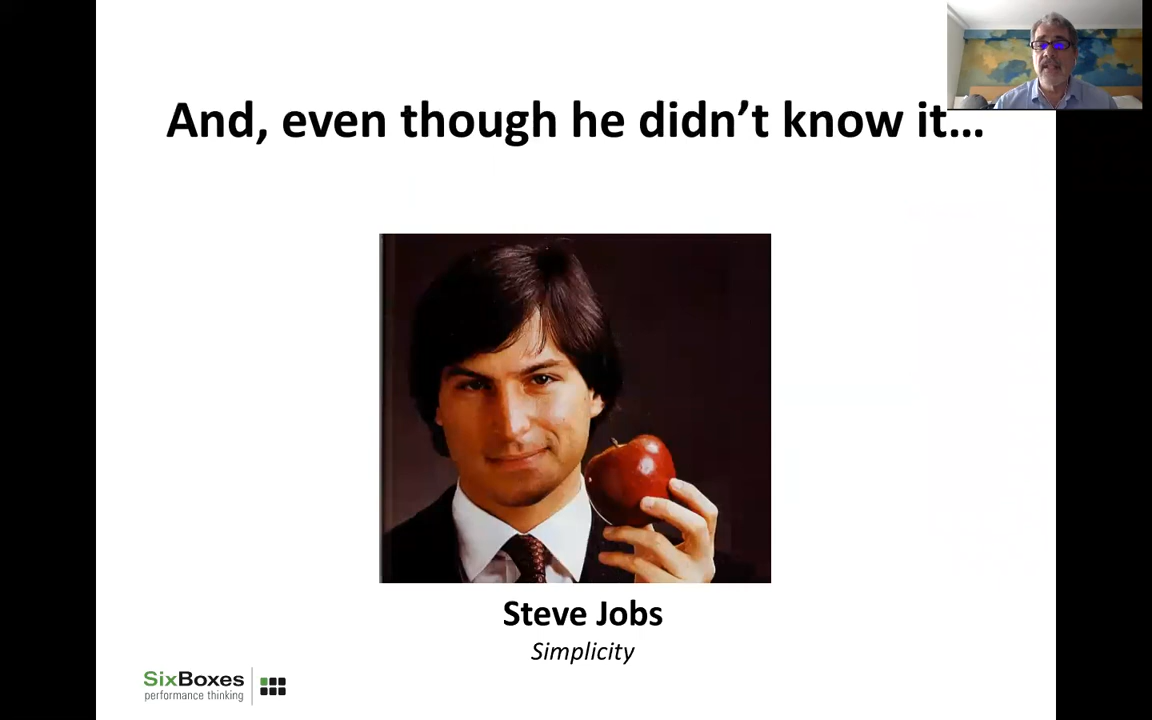 And, even though he didn’t know it…
Steve Jobs
Simplicity
SixBoxes
performance thinking